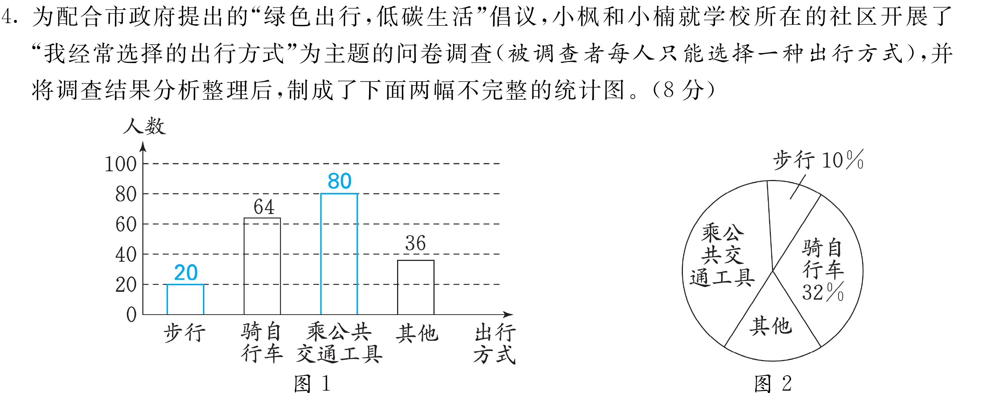 4. 为配合市政府提出的“绿色出行,低碳生活”倡议,小枫和小楠就学校所在的社区开展了
“我经常选择的出行方式”为主题的问卷调查(被调查者每人只能选择一种出行方式),并
将调查结果分析整理后,制成了下面两幅不完整的统计图。(8 分)
人数
100
80
60
40
20
0
20
64
80
36
步行
骑自
行车
乘公共
交通工具
其他
出行
方式
图 1
步行 10%
乘公
共交
通工具
骑自
行车
32%
其他
图 2